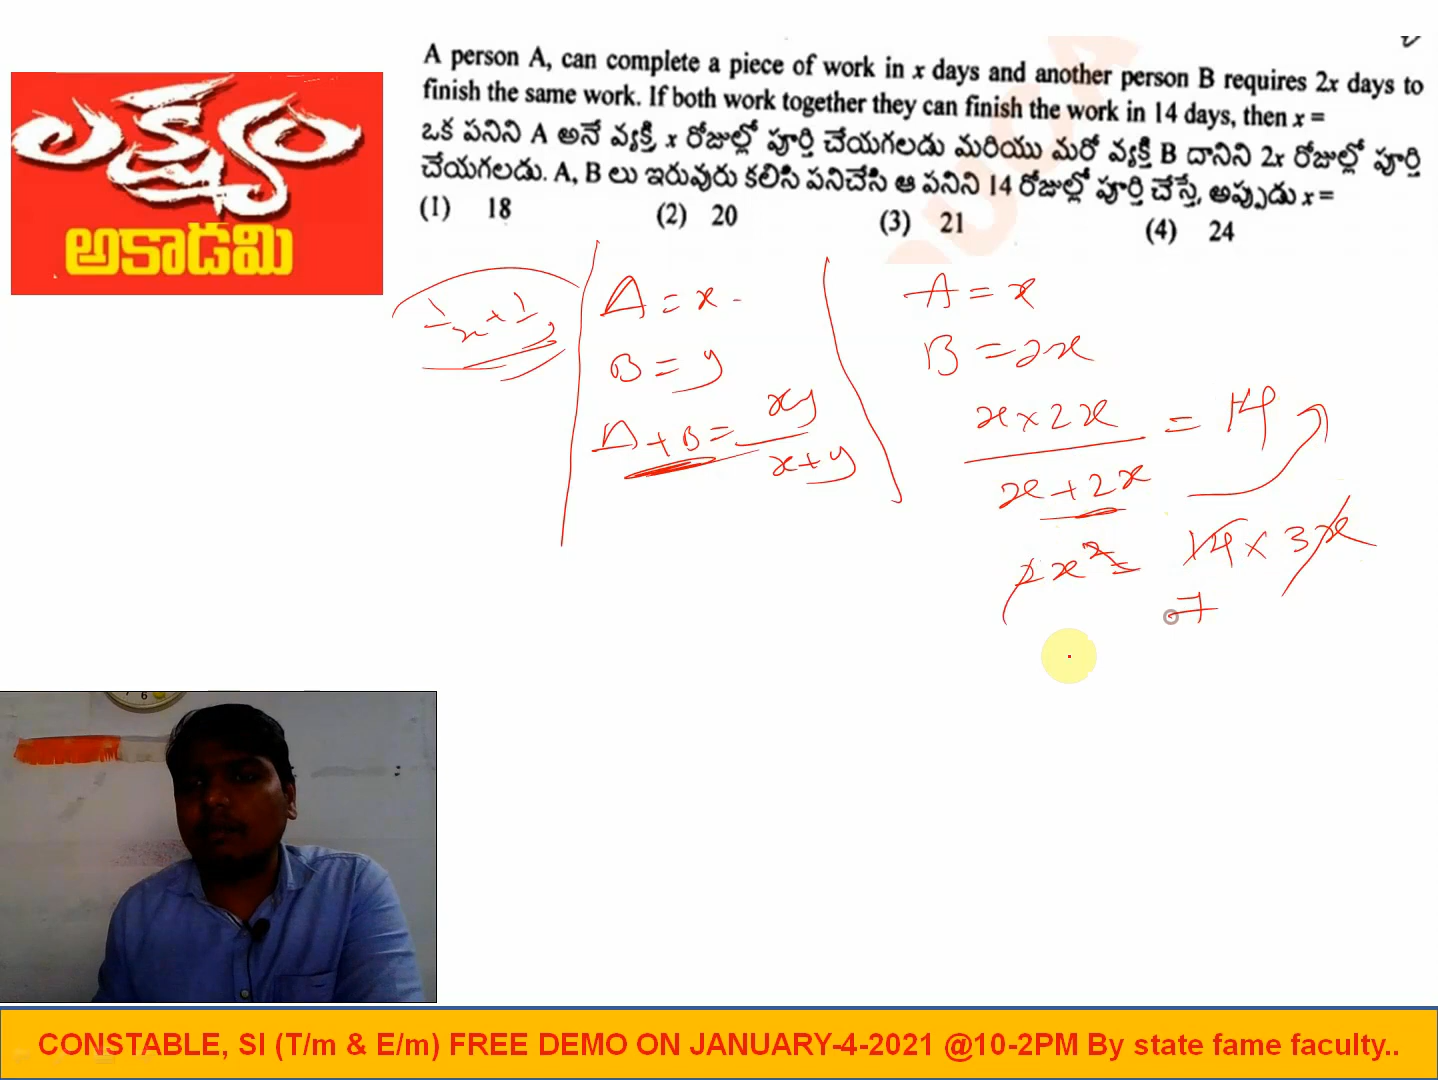 లక్ష్యం
అకాడమి
A person A, can complete a piece of work in x days and another person B requires 2x days to
finish the same work. If both work together they can finish the work in 14 days, then x =
ఒక పనిని A అనే వ్యక్తి, x రోజుల్లో పూర్తి చేయగలడు మరియు మరో వ్యక్తి B దానిని 2x రోజుల్లో పూర్తి
చేయగలడు. A, B లు ఇరువురు కలిసి పనిచేసి ఆ పనిని 14 రోజుల్లో పూర్తి చేస్తే, అప్పుడు x =
(1) 18 (2) 20 (3) 21 (4) 24
1/x + 1/y
A = x
B = y
A + B = xy / x + y
A = x
B = 2x
x × 2x / x + 2x = 14
2x² = 14 × 3x
7
CONSTABLE, SI (T/m & E/m) FREE DEMO ON JANUARY-4-2021 @10-2PM By state fame faculty..